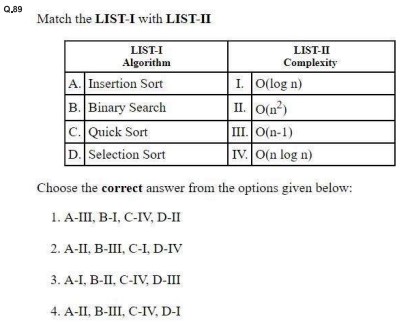 Q.89
Match the LIST-I with LIST-II
LIST-I Algorithm LIST-II Complexity
A. Insertion Sort I. O(log n)
B. Binary Search II. O(n²)
C. Quick Sort III. O(n-1)
D. Selection Sort IV. O(n log n)
Choose the correct answer from the options given below:
1. A-III, B-I, C-IV, D-II
2. A-II, B-III, C-I, D-IV
3. A-I, B-II, C-IV, D-III
4. A-II, B-III, C-IV, D-I